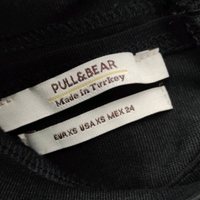 PULL&BEAR
Made in Turkey
EUR XS USA XS MEX 24